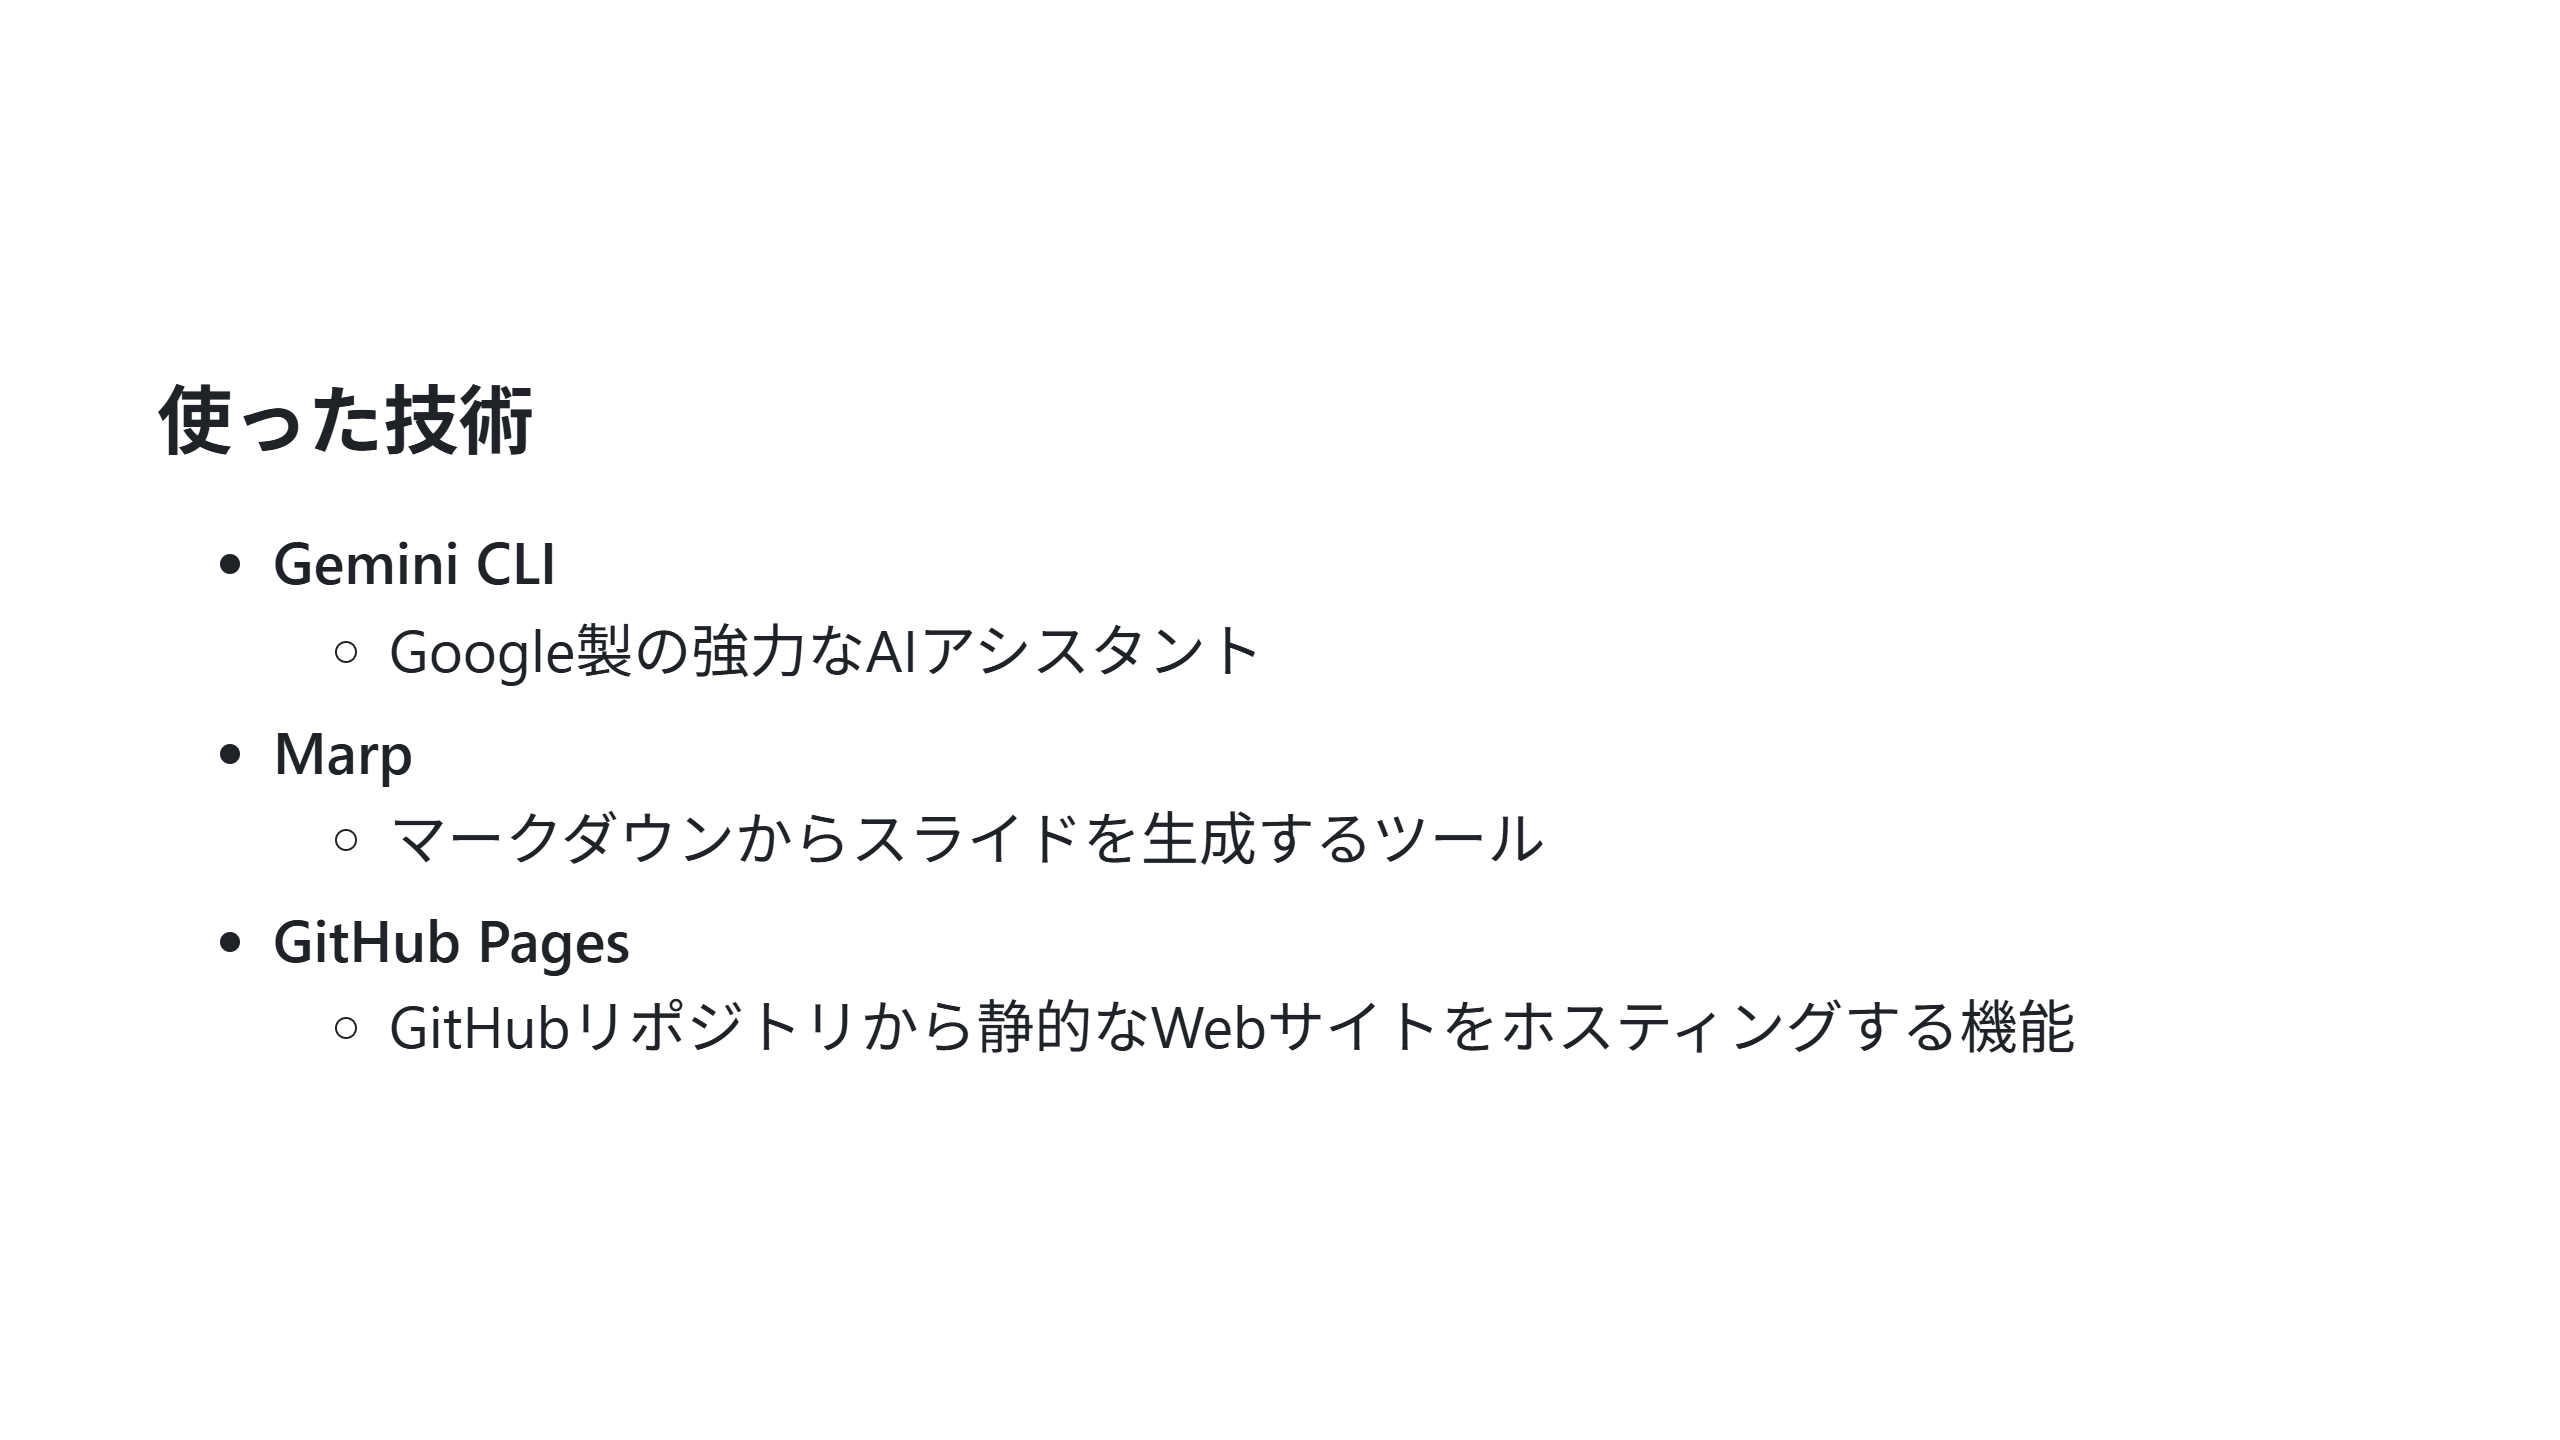 使った技術
Gemini CLI
Google製の強力なAIアシスタント
Marp
マークダウンからスライドを生成するツール
GitHub Pages
GitHubリポジトリから静的なWebサイトをホスティングする機能